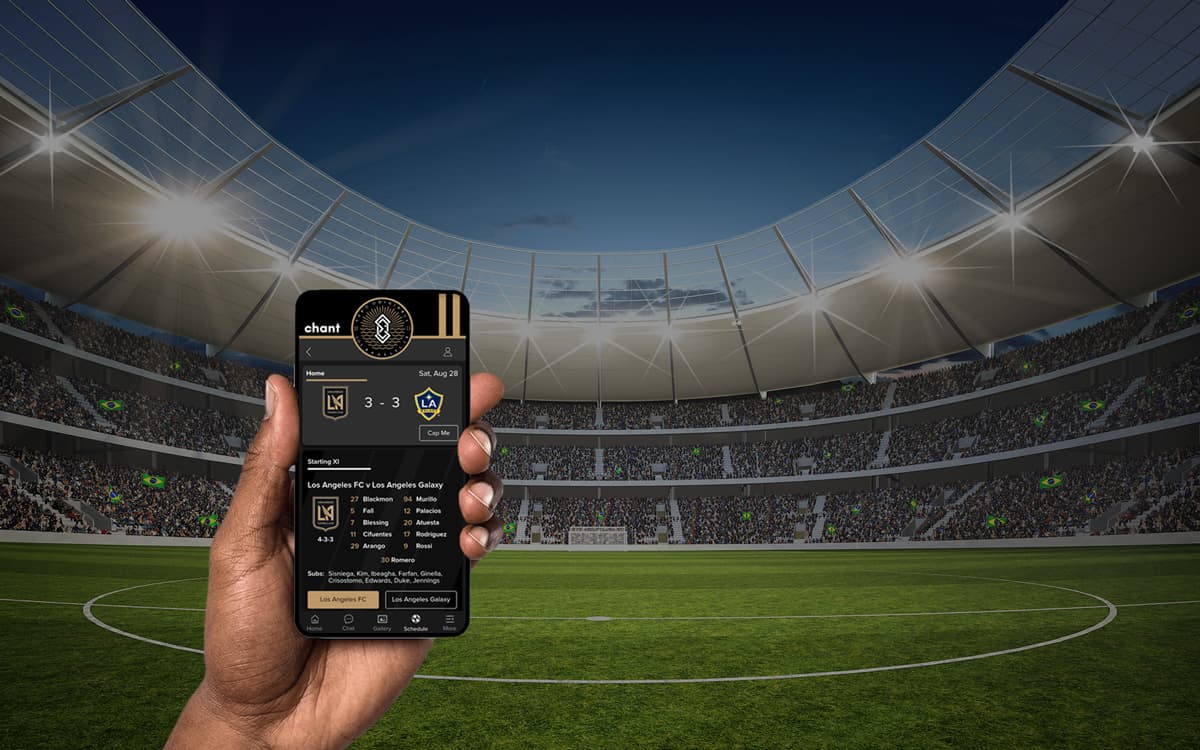 chant
Home
Sat, Aug 28
LA
3 - 3
LA
Cap Me
Starting XI
Los Angeles FC v Los Angeles Galaxy
27 Blackmon 94 Murillo
5 Fall 12 Palacios
7 Blessing 20 Atuesta
11 Cifuentes 17 Rodriguez
29 Arango 9 Rossi
LA
4-3-3
30 Romero
Subs: Sisniega, Kim, Ibeagha, Farfan, Ginella,
Crisostomo, Edwards, Duke, Jennings
Los Angeles FC Los Angeles Galaxy
Home Chat Gallery Schedule More